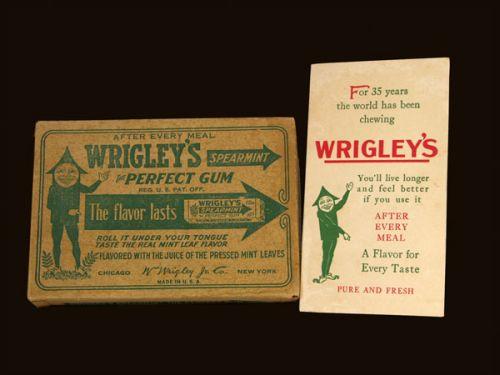 AFTER EVERY MEAL
WRIGLEY'S SPEARMINT
THE PERFECT GUM
REG. U.S. PAT. OFF.
The flavor lasts
WRIGLEY'S
SPEARMINT
ROLL IT UNDER YOUR TONGUE
TASTE THE REAL MINT LEAF FLAVOR
FLAVORED WITH THE JUICE OF THE PRESSED MINT LEAVES
CHICAGO Wm Wrigley Jr. Co. NEW YORK
MADE IN U.S.A
For 35 years
the world has been
chewing
WRIGLEY'S
You'll live longer
and feel better
if you use it
AFTER
EVERY
MEAL
A Flavor for
Every Taste
PURE AND FRESH